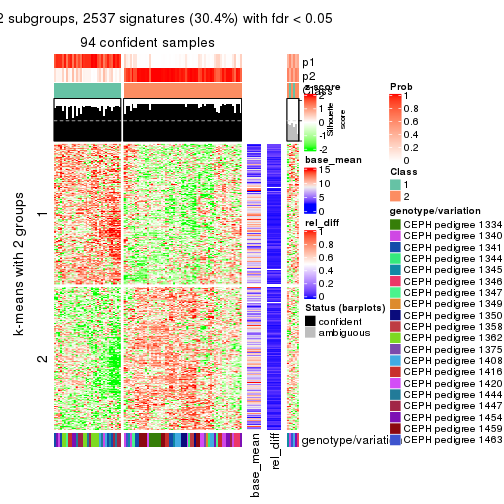 2 subgroups, 2537 signatures (30.4%) with fdr < 0.05
94 confident samples
p1
p2
Class
Silhouette
score
z-score
2
1
0
-1
-2
base_mean
15
10
5
0
rel_diff
1
0.8
0.6
0.4
0.2
0
Status (barplots)
confident
ambiguous
Prob
1
0.8
0.6
0.4
0.2
0
Class
1
2
genotype/variation
CEPH pedigree 1334
CEPH pedigree 1340
CEPH pedigree 1341
CEPH pedigree 1344
CEPH pedigree 1345
CEPH pedigree 1346
CEPH pedigree 1347
CEPH pedigree 1349
CEPH pedigree 1350
CEPH pedigree 1358
CEPH pedigree 1362
CEPH pedigree 1375
CEPH pedigree 1408
CEPH pedigree 1416
CEPH pedigree 1420
CEPH pedigree 1444
CEPH pedigree 1447
CEPH pedigree 1454
CEPH pedigree 1459
CEPH pedigree 1463
k-means with 2 groups
1
2
genotype/variati
base_mean
rel_diff